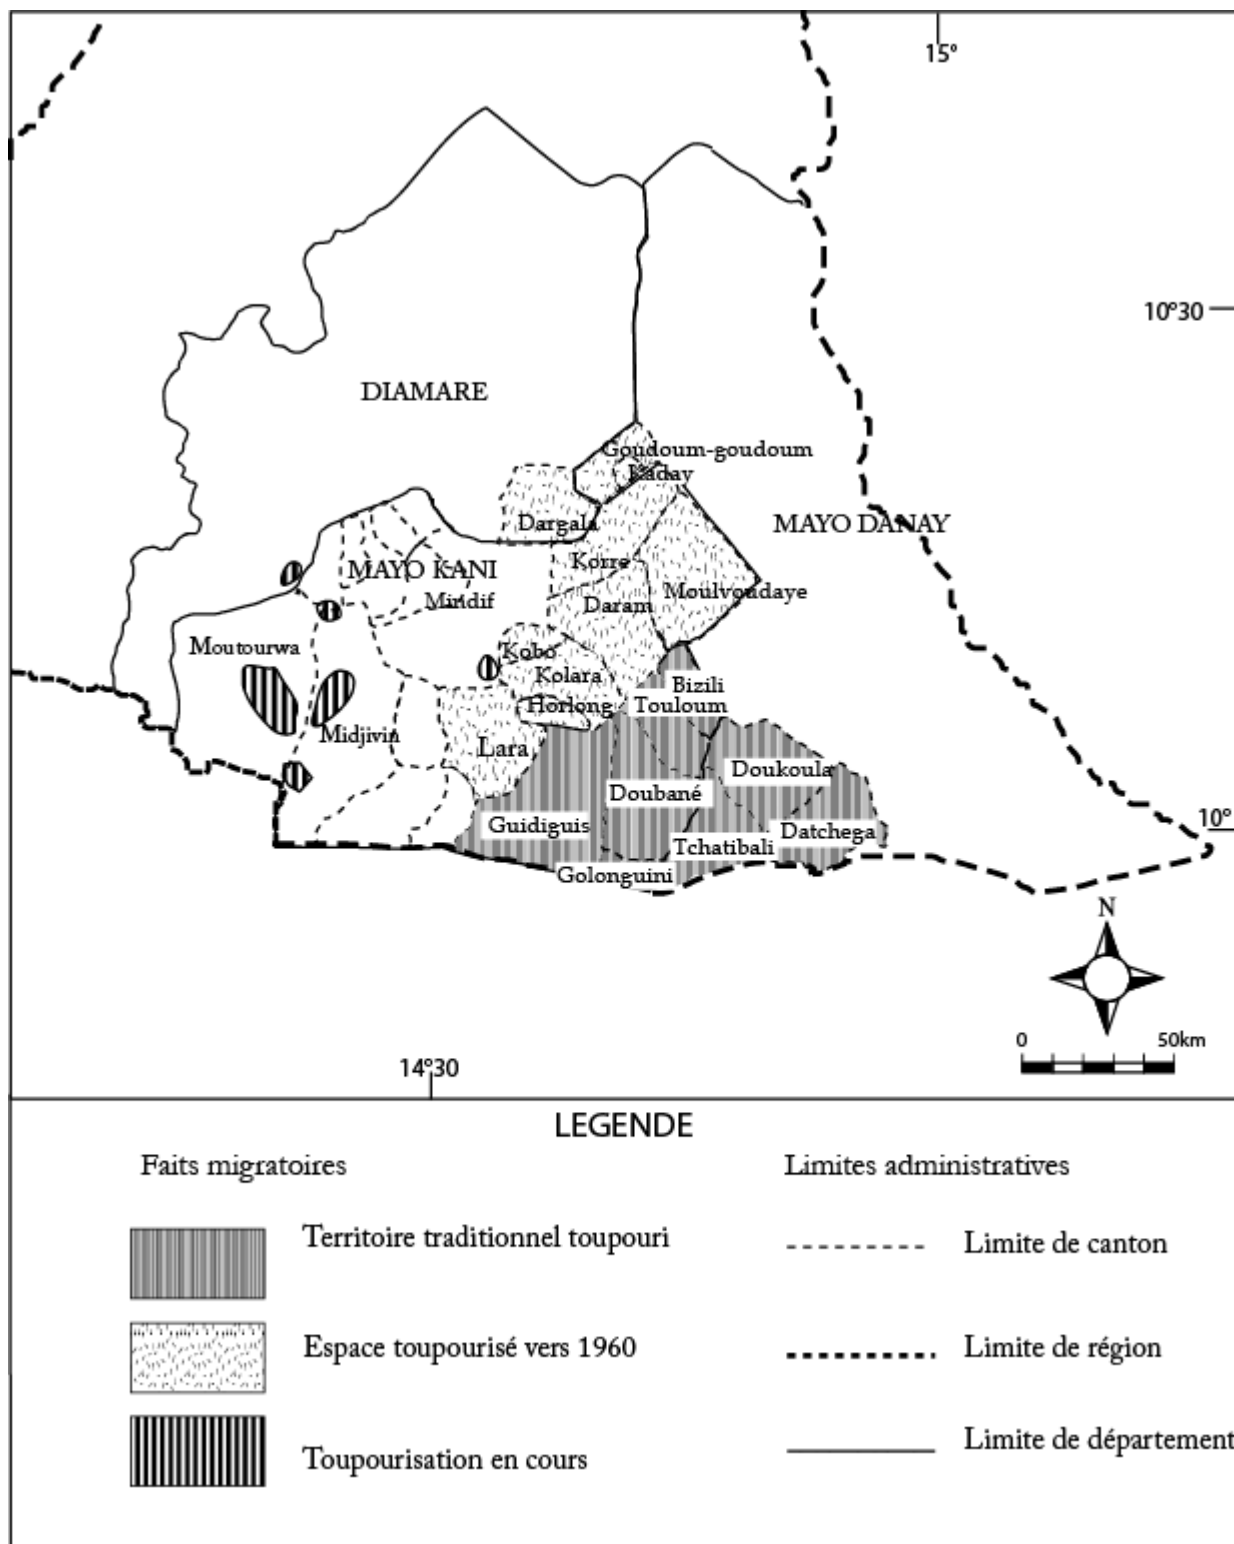 15°
10°30
DIAMARE
Goudoum-goudoum
Kaday
Dargala
MAYO DANAY
Korre
MAYO KANI
Mindif
Daram
Moulvoudaye
Moutourwa
Kobo
Kolara
Bizili
Horlong
Touloum
Midjivin
Lara
Doukoula
Doubané
Guidiguis
Datchega
Tchatibali
10°
Golonguini
N
0 50km
14°30
LEGENDE
Faits migratoires
Territoire traditionnel toupouri
Espace toupourisé vers 1960
Toupourisation en cours
Limites administratives
Limite de canton
Limite de région
Limite de département